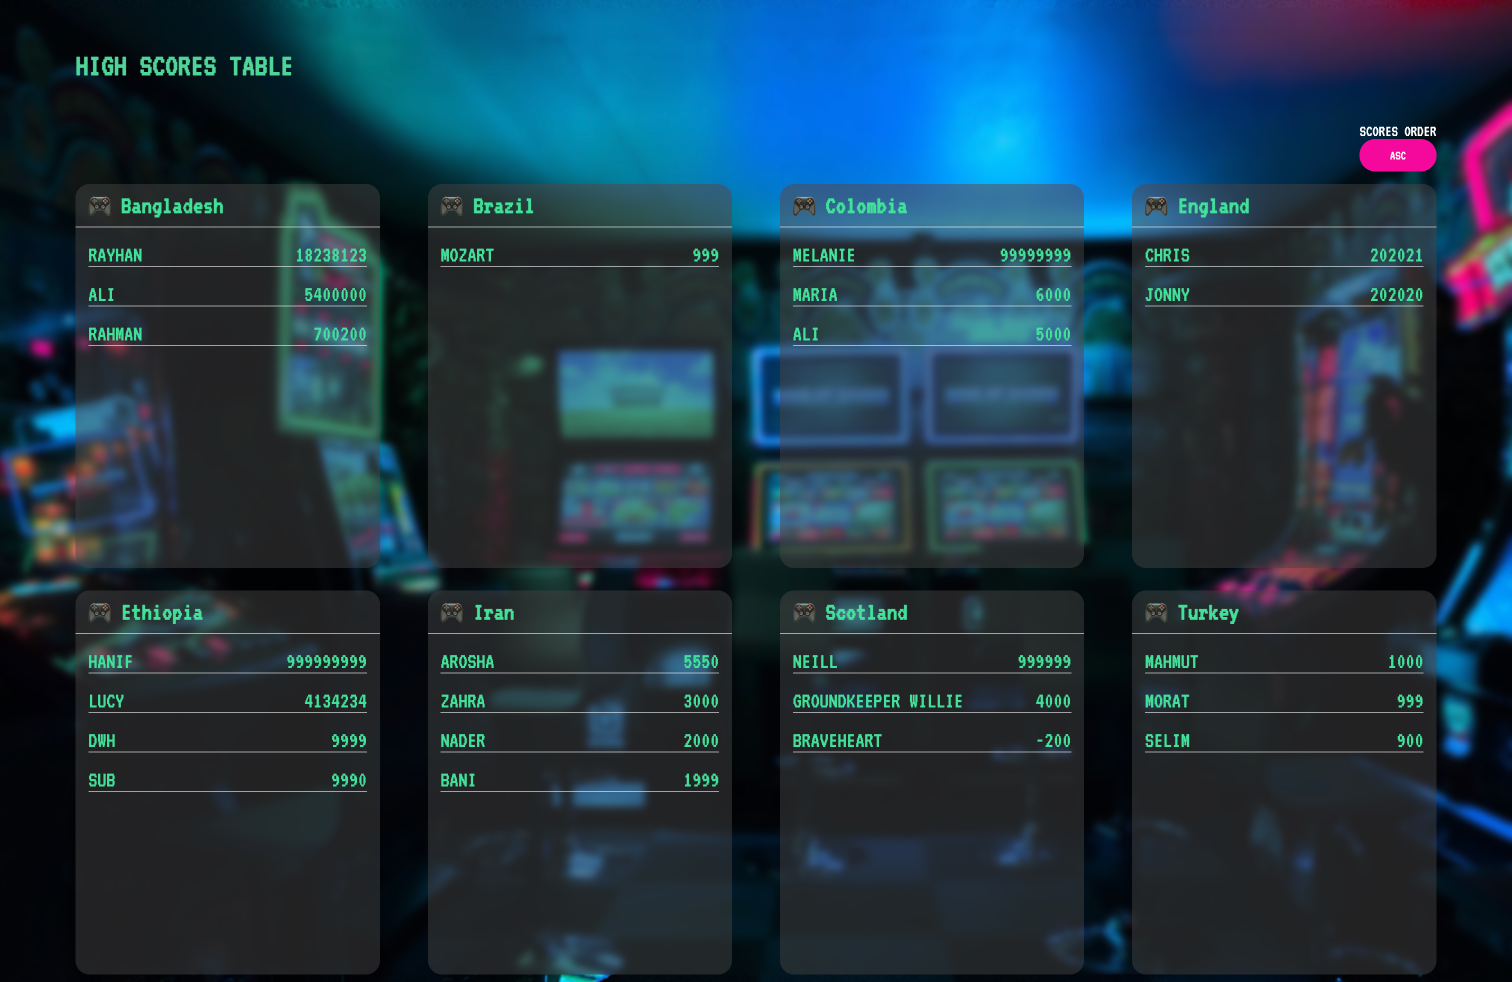 HIGH SCORES TABLE
SCORES ORDER
ASC
Bangladesh
RAYHAN 18238123
ALI 5400000
RAHMAN 700200
Brazil
MOZART 999
Colombia
MELANIE 99999999
MARIA 6000
ALI 5000
England
CHRIS 202021
JONNY 202020
Ethiopia
HANIF 999999999
LUCY 4134234
DWH 9999
SUB 9990
Iran
AROSHA 5550
ZAHRA 3000
NADER 2000
BANI 1999
Scotland
NEILL 999999
GROUNDKEEPER WILLIE 4000
BRAVEHEART -200
Turkey
MAHMUT 1000
MORAT 999
SELIM 900